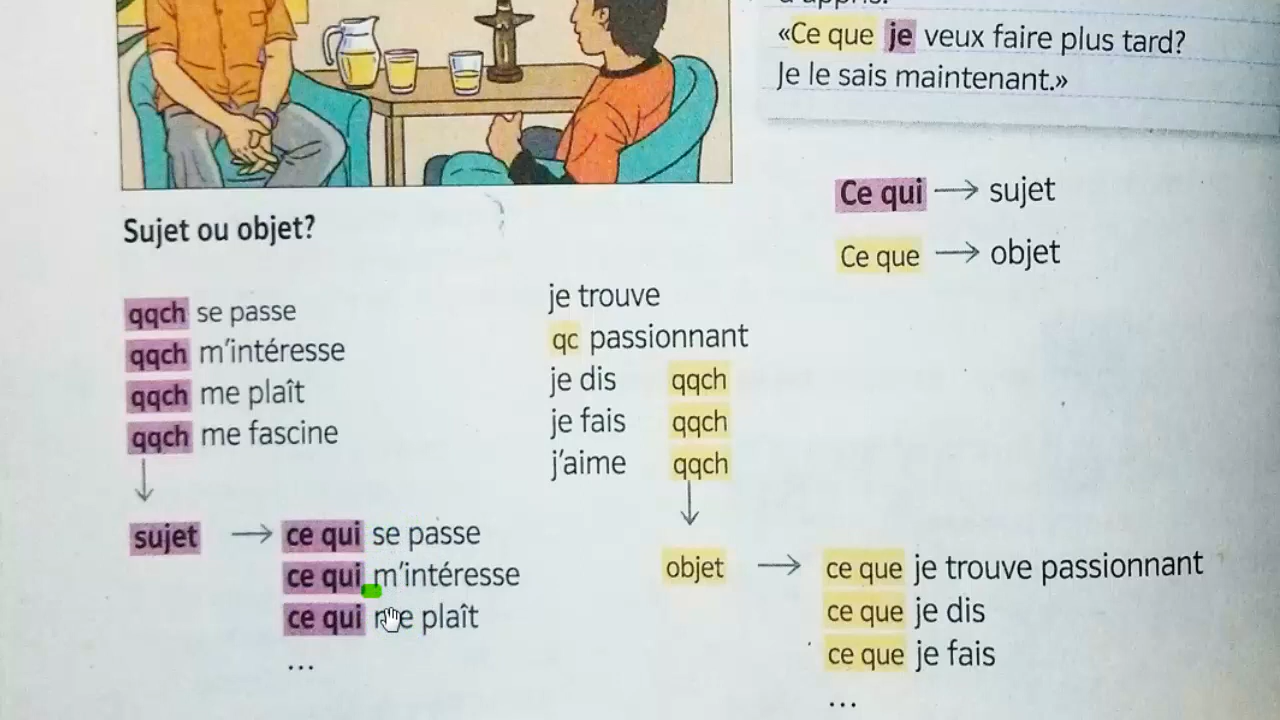 d'appris.
«Ce que je veux faire plus tard?
Je le sais maintenant.»
Ce qui → sujet
Ce que → objet
Sujet ou objet?
qqch se passe
qqch m'intéresse
qqch me plaît
qqch me fascine
sujet → ce qui se passe
ce qui m'intéresse
ce qui me plaît
...
je trouve
qc passionnant
je dis qqch
je fais qqch
j'aime qqch
objet → ce que je trouve passionnant
ce que je dis
ce que je fais
...